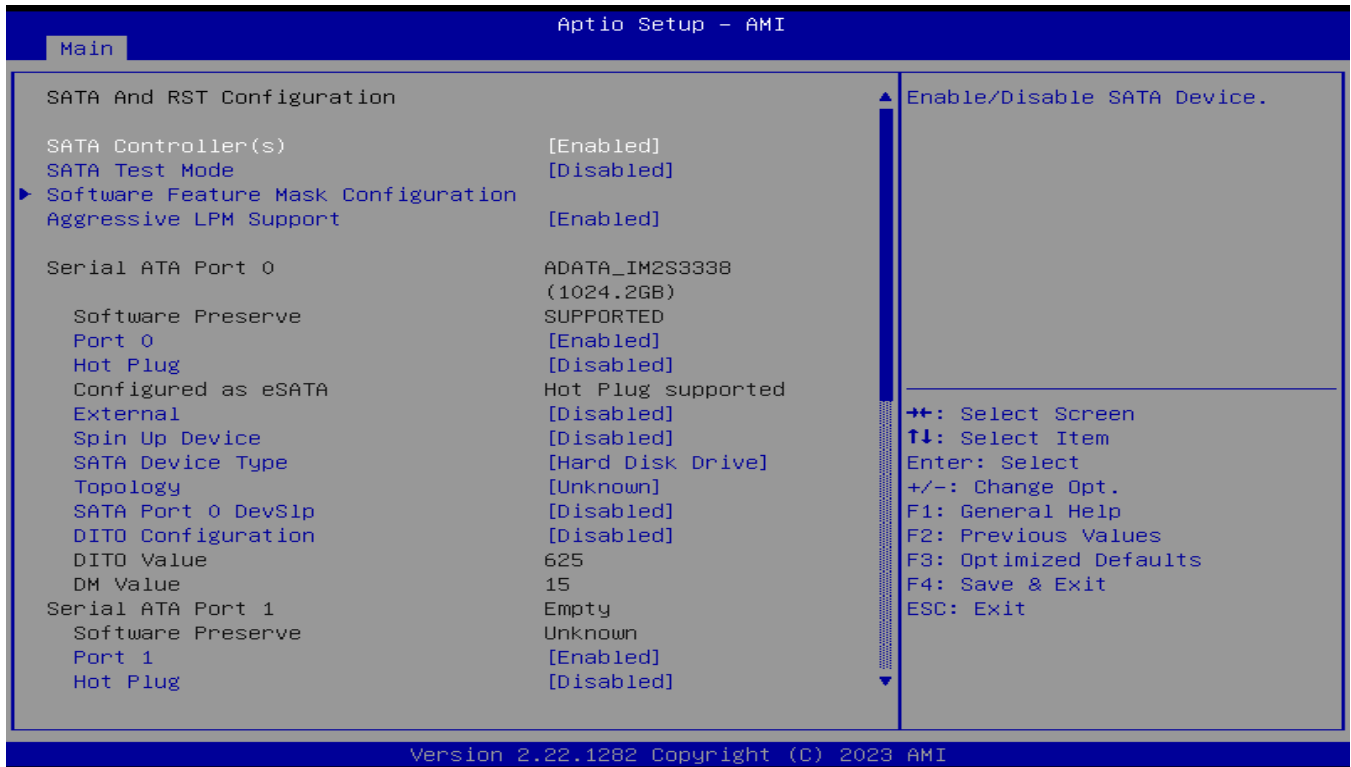 Aptio Setup – AMI
Main
SATA And RST Configuration
SATA Controller(s) [Enabled]
SATA Test Mode [Disabled]
Software Feature Mask Configuration
Aggressive LPM Support [Enabled]
Serial ATA Port 0 ADATA_IM2S3338
(1024.2GB)
Software Preserve SUPPORTED
Port 0 [Enabled]
Hot Plug [Disabled]
Configured as eSATA Hot Plug supported
External [Disabled]
Spin Up Device [Disabled]
SATA Device Type [Hard Disk Drive]
Topology [Unknown]
SATA Port 0 DevSlp [Disabled]
DITO Configuration [Disabled]
DITO Value 625
DM Value 15
Serial ATA Port 1 Empty
Software Preserve Unknown
Port 1 [Enabled]
Hot Plug [Disabled]
Enable/Disable SATA Device.
→←: Select Screen
↑↓: Select Item
Enter: Select
+/-: Change Opt.
F1: General Help
F2: Previous Values
F3: Optimized Defaults
F4: Save & Exit
ESC: Exit
Version 2.22.1282 Copyright (C) 2023 AMI